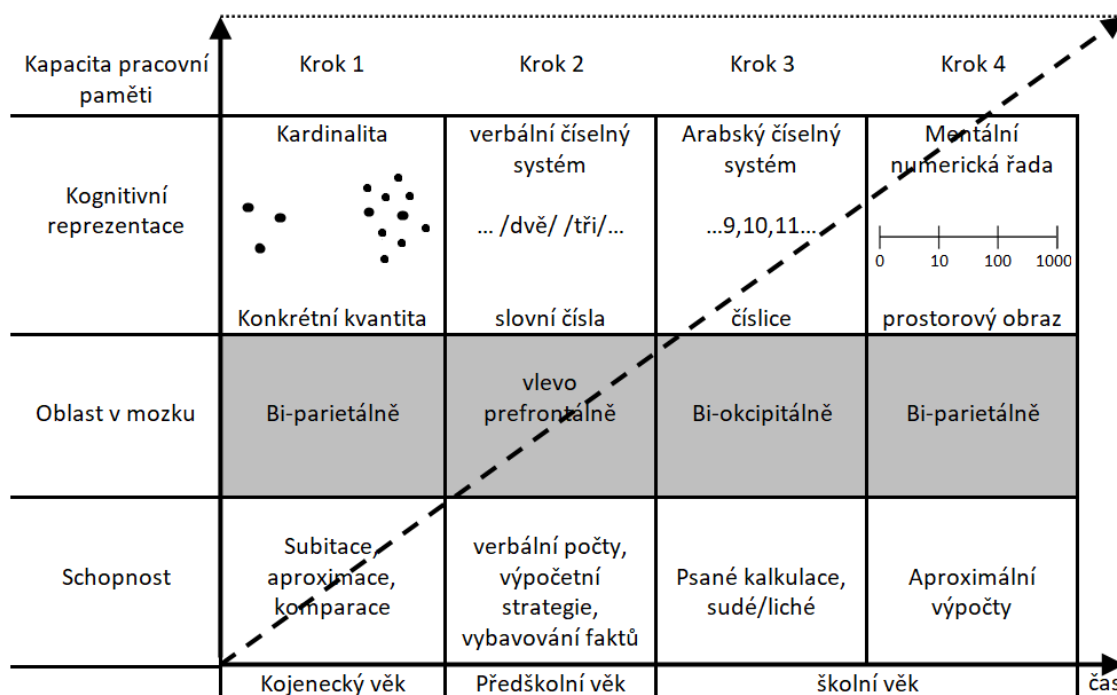 Kapacita pracovní
paměti
Krok 1
Krok 2
Krok 3
Krok 4
Kognitivní
reprezentace
Kardinalita
Konkrétní kvantita
verbální číselný
systém
... /dvě/ /tři/...
slovní čísla
Arabský číselný
systém
...9,10,11...
číslice
Mentální
numerická řada
0 10 100 1000
prostorový obraz
Oblast v mozku
Bi-parietálně
vlevo
prefrontálně
Bi-okcipitálně
Bi-parietálně
Schopnost
Subitace,
aproximace,
komparace
verbální počty,
výpočetní
strategie,
vybavování faktů
Psané kalkulace,
sudé/liché
Aproximální
výpočty
Kojenecký věk
Předškolní věk
školní věk
čas